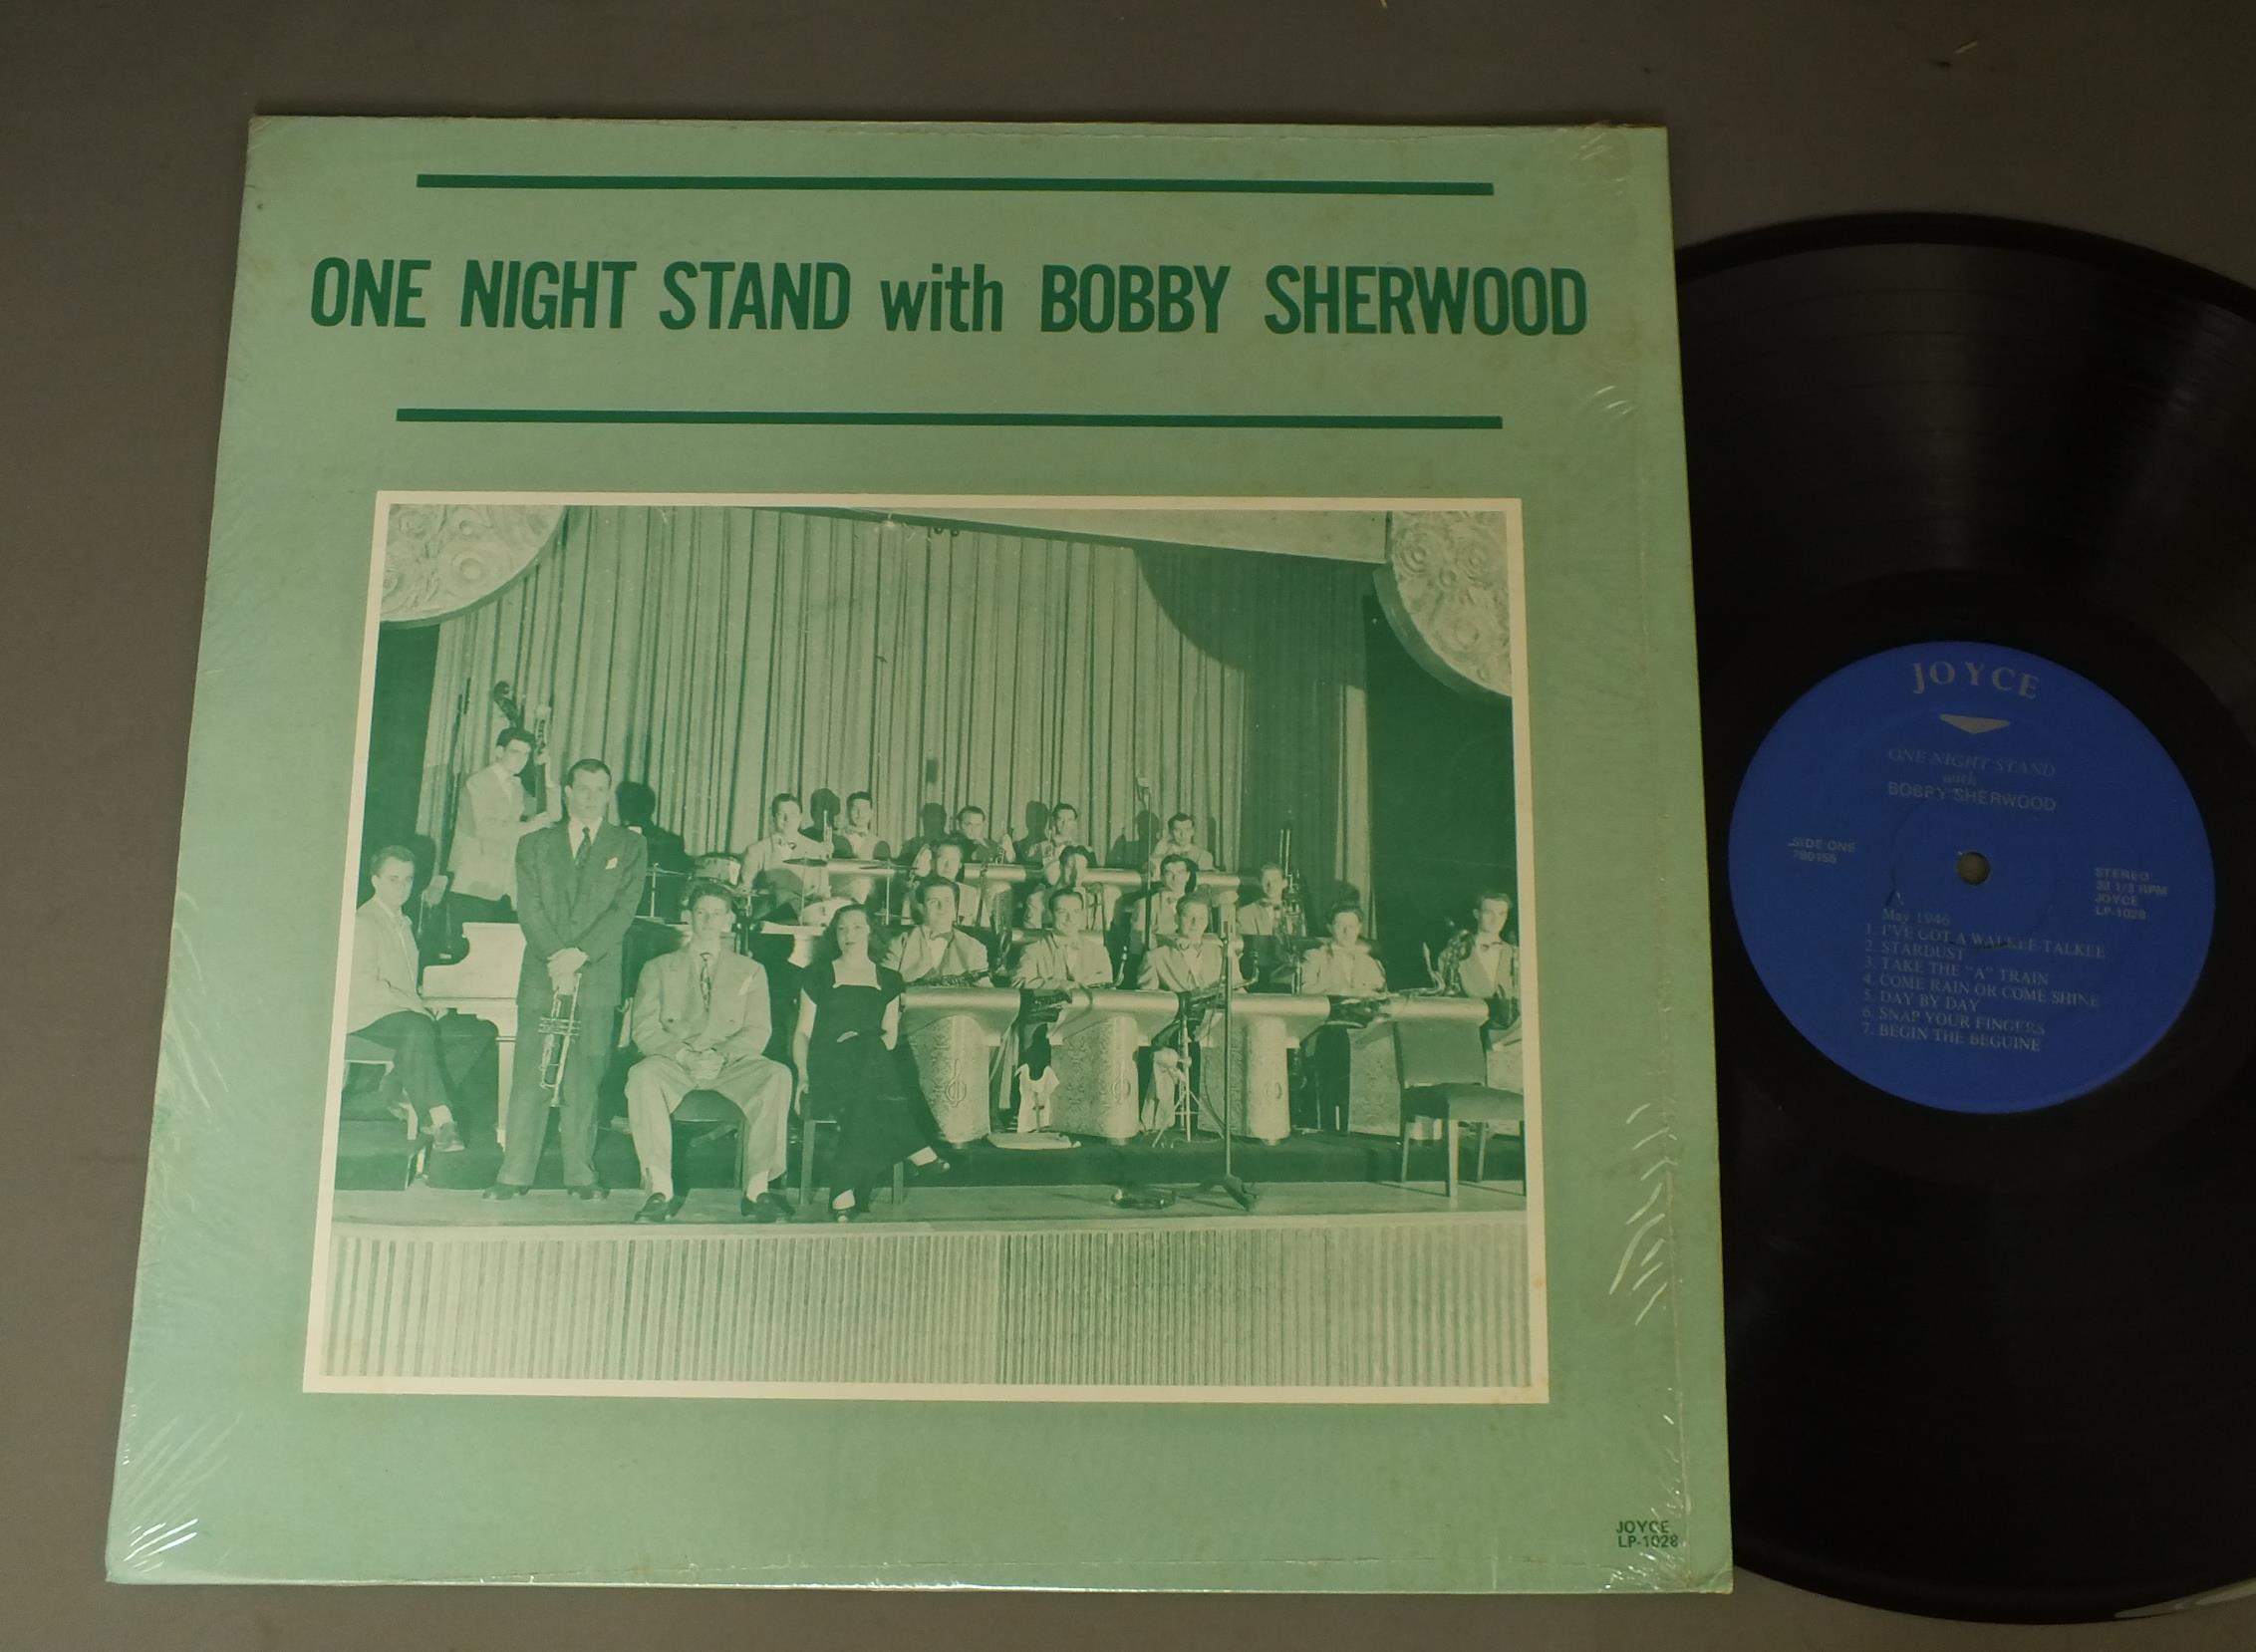 ONE NIGHT STAND with BOBBY SHERWOOD
JOYCE
LP-1028
JOYCE
ONE NIGHT STAND
with
BOBBY SHERWOOD
SIDE ONE
780155
STEREO
33 1/3 RPM
JOYCE
LP-1028
May 1946
1. I'VE GOT A WALKEE-TALKEE
2. STARDUST
3. TAKE THE "A" TRAIN
4. COME RAIN OR COME SHINE
5. DAY BY DAY
6. SNAP YOUR FINGERS
7. BEGIN THE BEGUINE